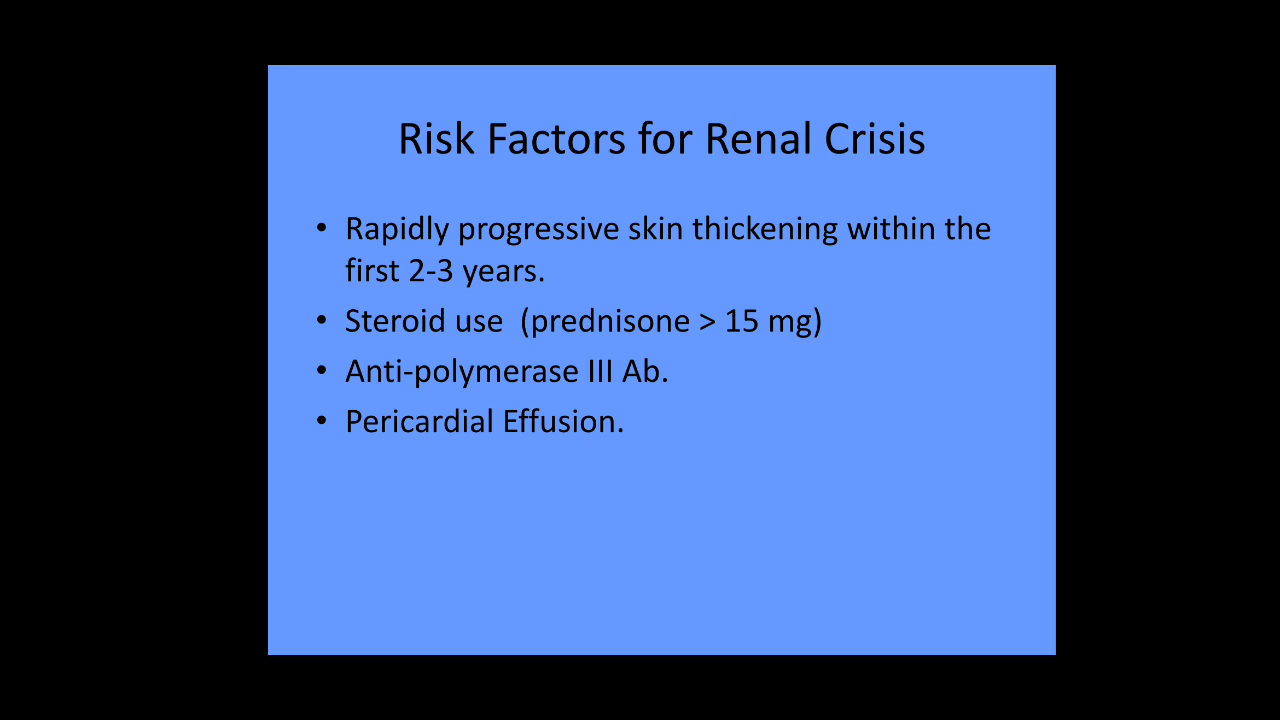 Risk Factors for Renal Crisis
• Rapidly progressive skin thickening within the
first 2-3 years.
• Steroid use  (prednisone > 15 mg)
• Anti-polymerase III Ab.
• Pericardial Effusion.